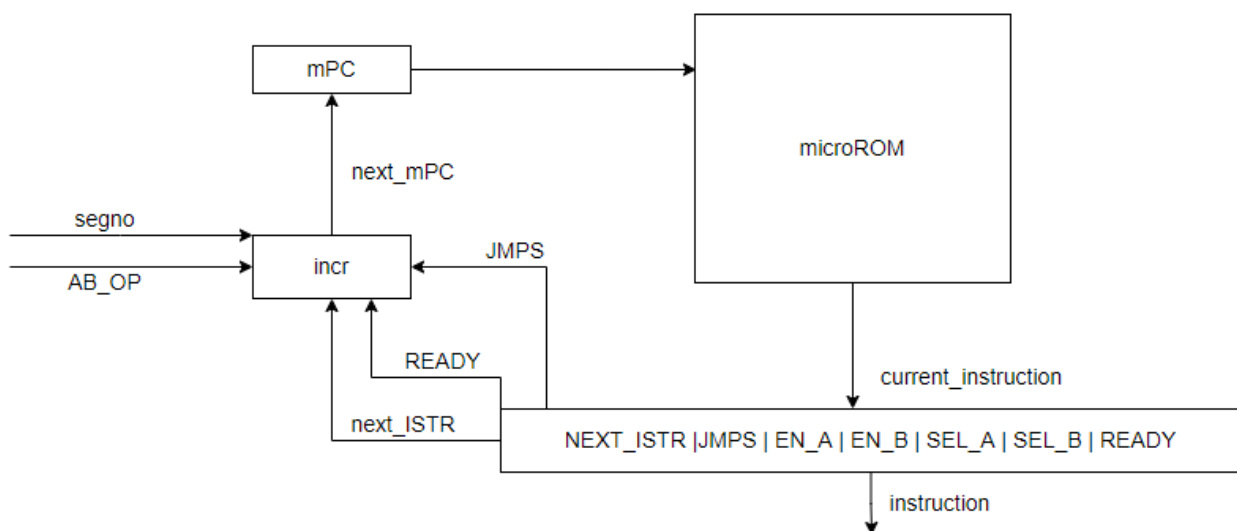 mPC
microROM
next_mPC
segno
JMPS
incr
AB_OP
READY
current_instruction
next_ISTR
NEXT_ISTR |JMPS | EN_A | EN_B | SEL_A | SEL_B | READY
instruction